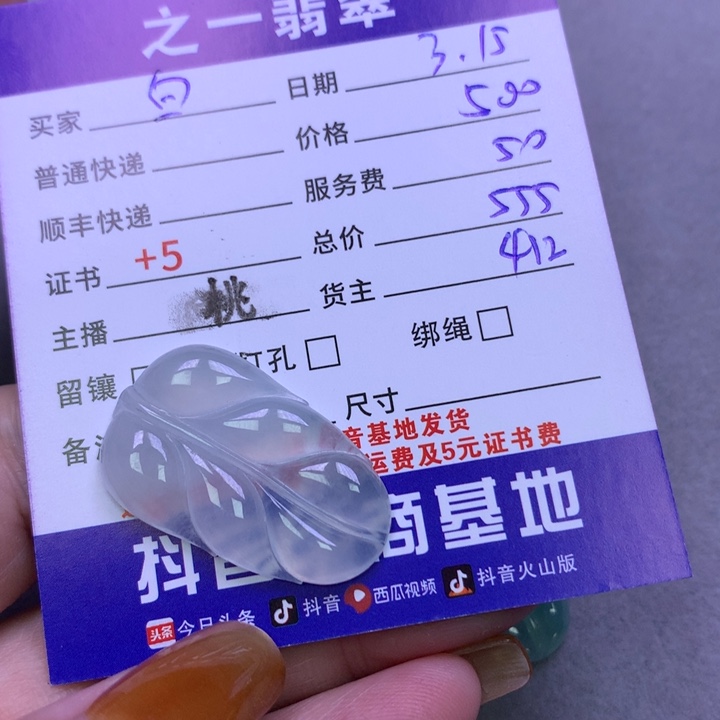 之一翡翠
买家 日期 3.15
普通快递 价格 500
顺丰快递 服务费 50
证书 +5 总价 555
主播 桃 货主 412
留镶 打孔 绑绳
尺寸
音基地发货
运费及5元证书费
抖音 商基地
头条 今日头条 抖音 西瓜视频 抖音火山版